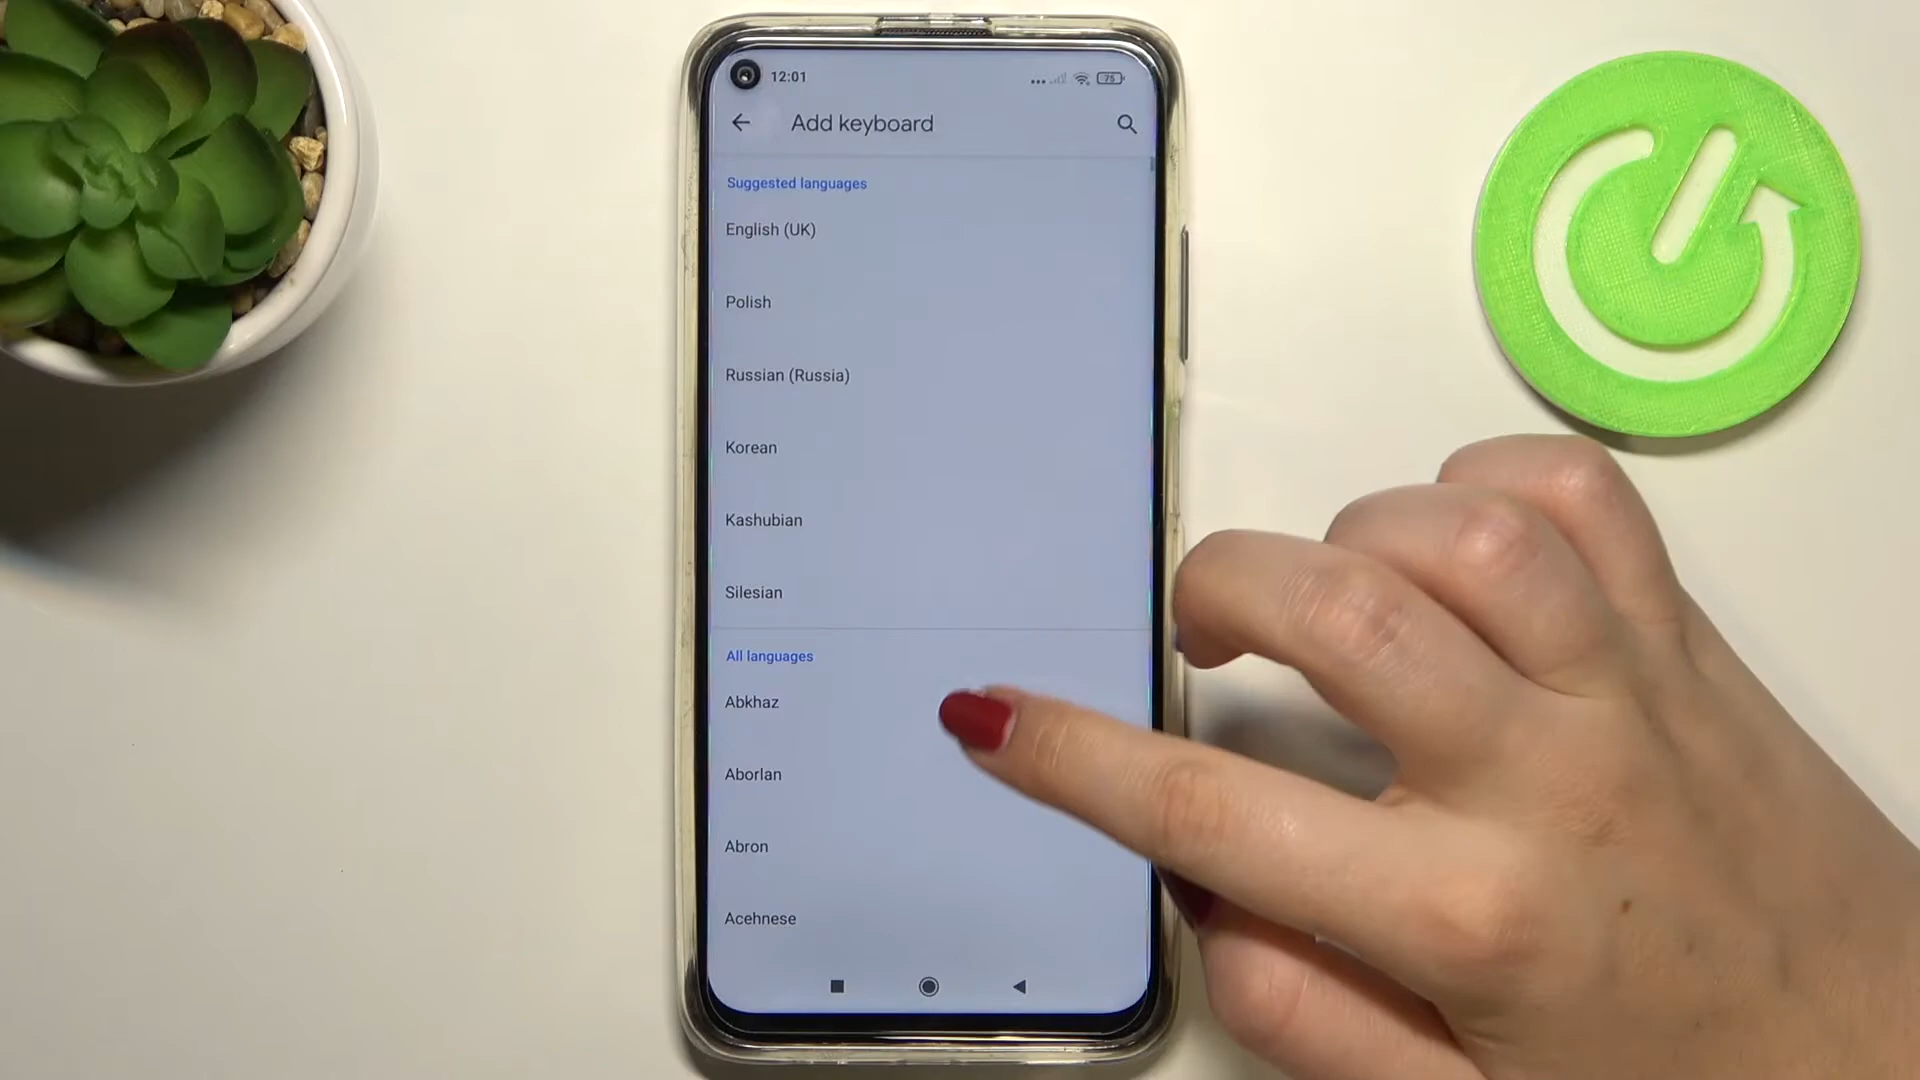 12:01
75
Add keyboard
Suggested languages
English (UK)
Polish
Russian (Russia)
Korean
Kashubian
Silesian
All languages
Abkhaz
Aborlan
Abron
Acehnese